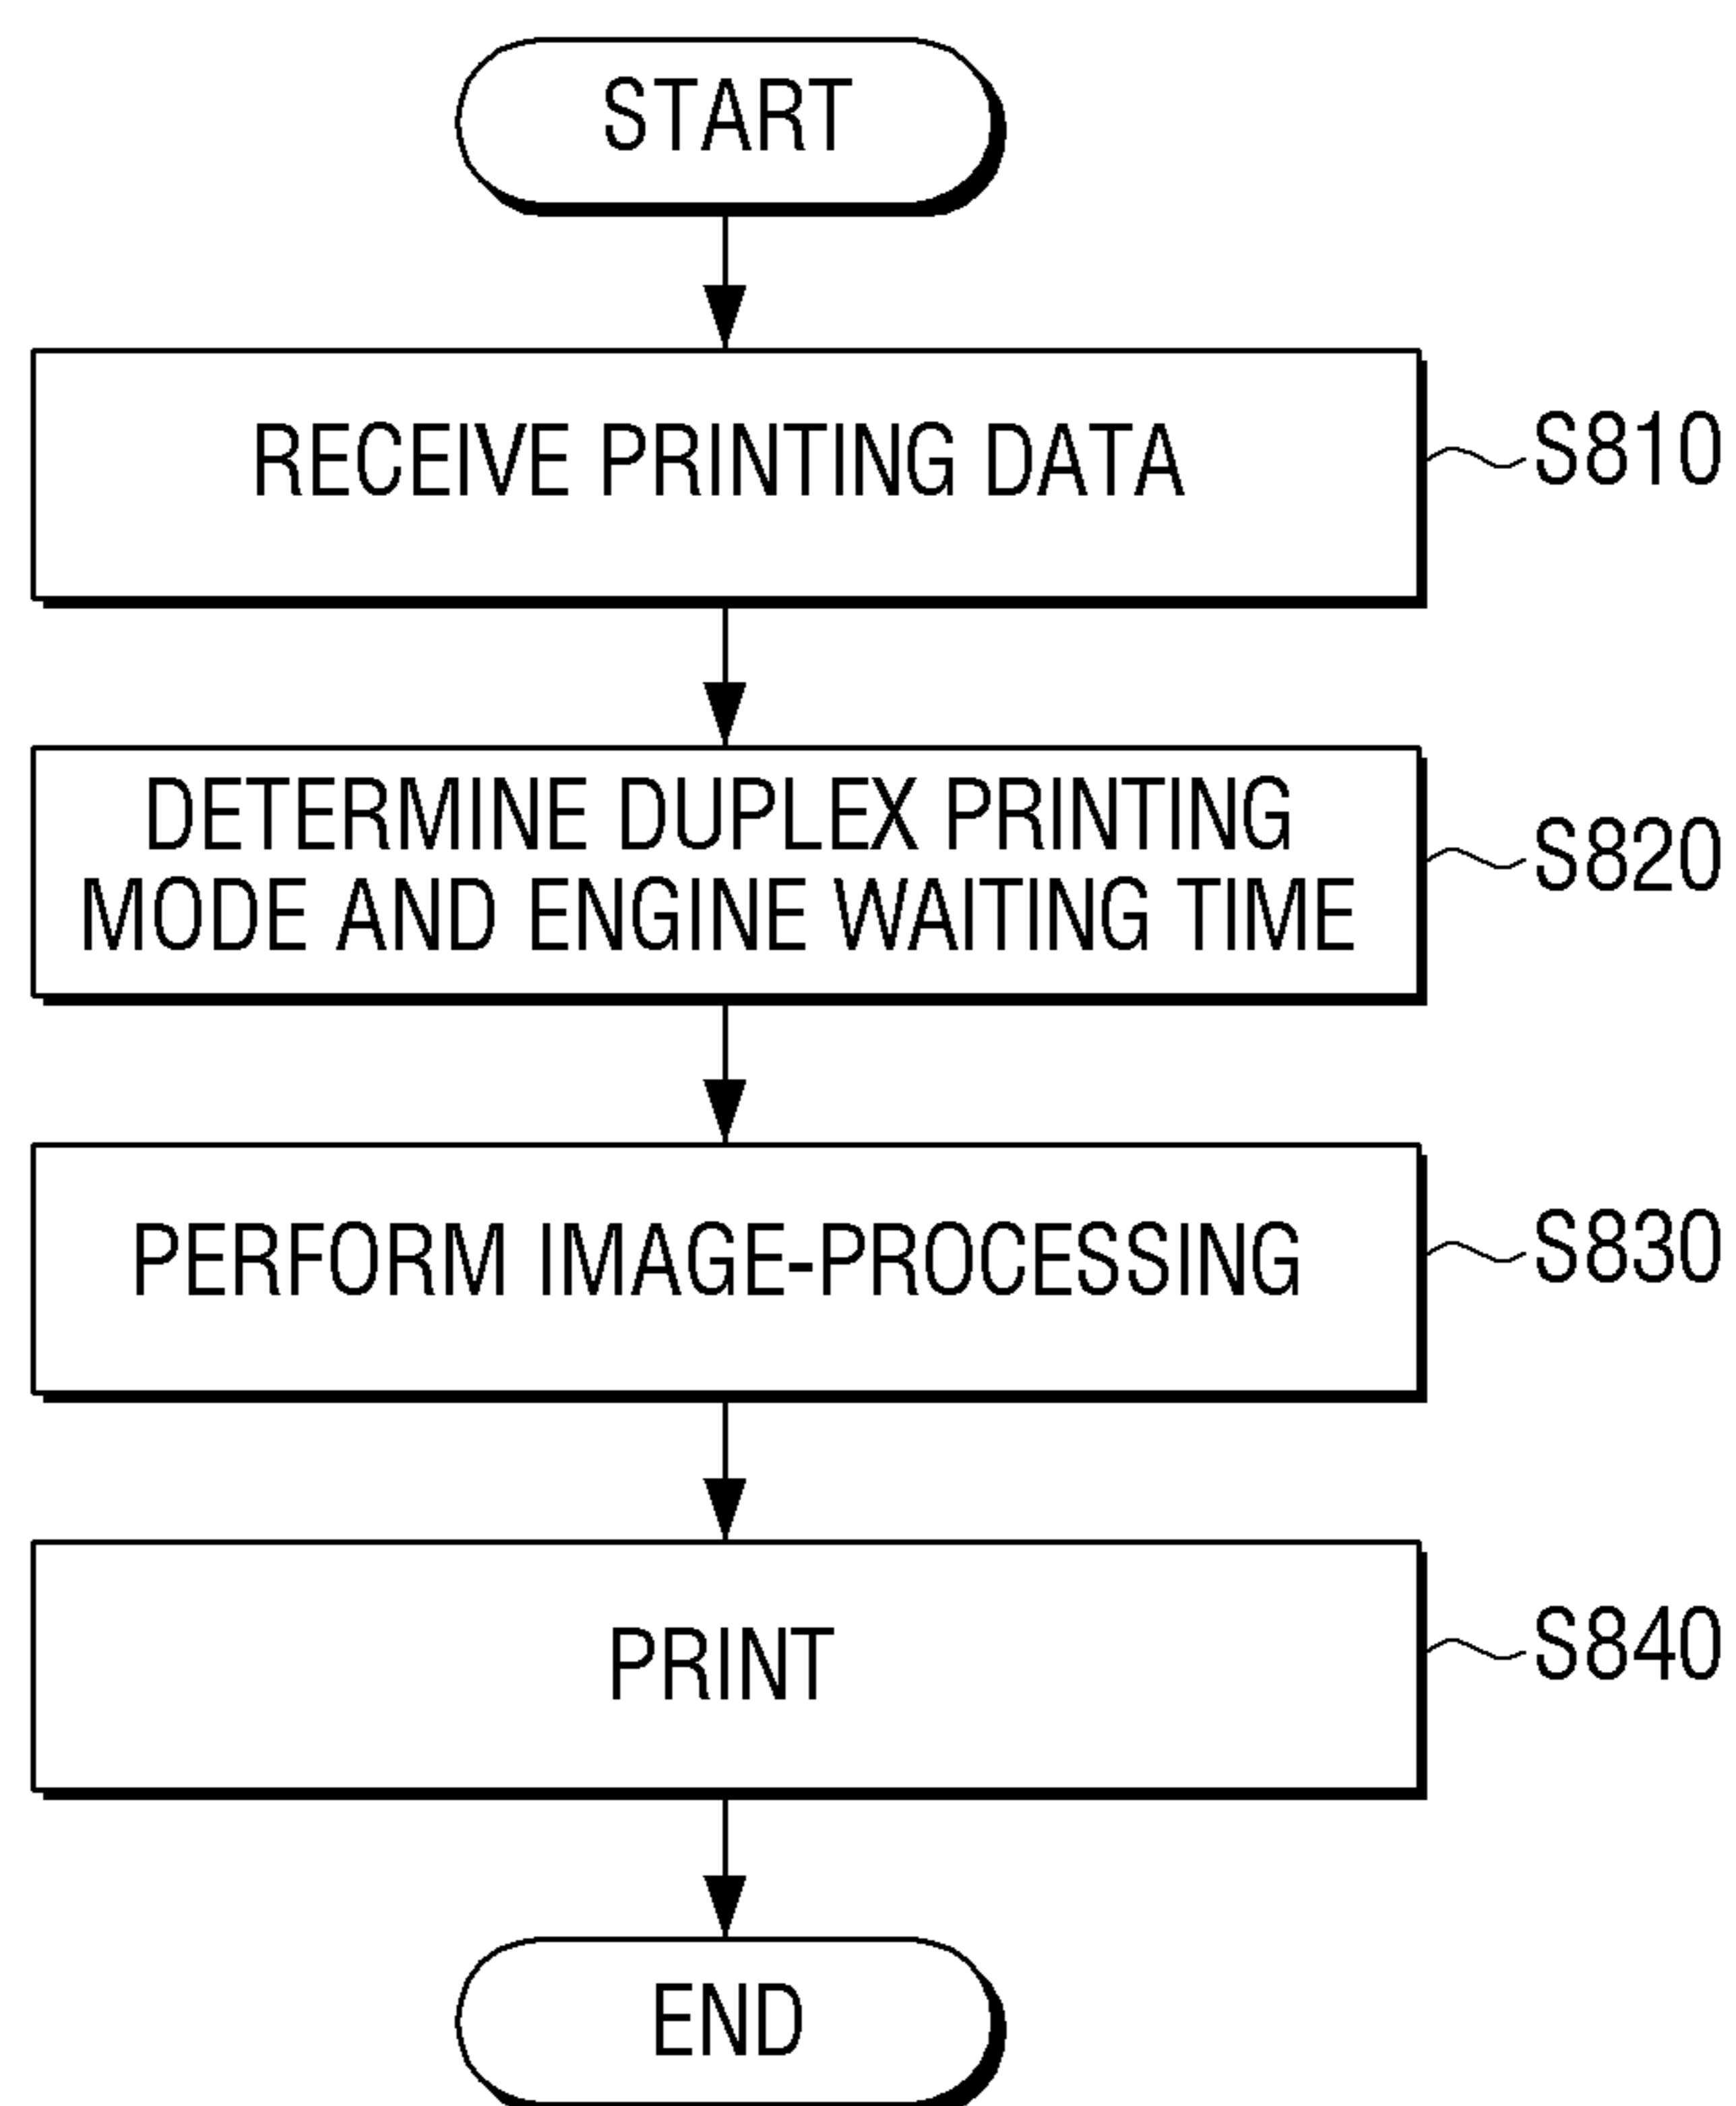 START
RECEIVE PRINTING DATA
S810
DETERMINE DUPLEX PRINTING
MODE AND ENGINE WAITING TIME
S820
PERFORM IMAGE-PROCESSING
S830
PRINT
S840
END